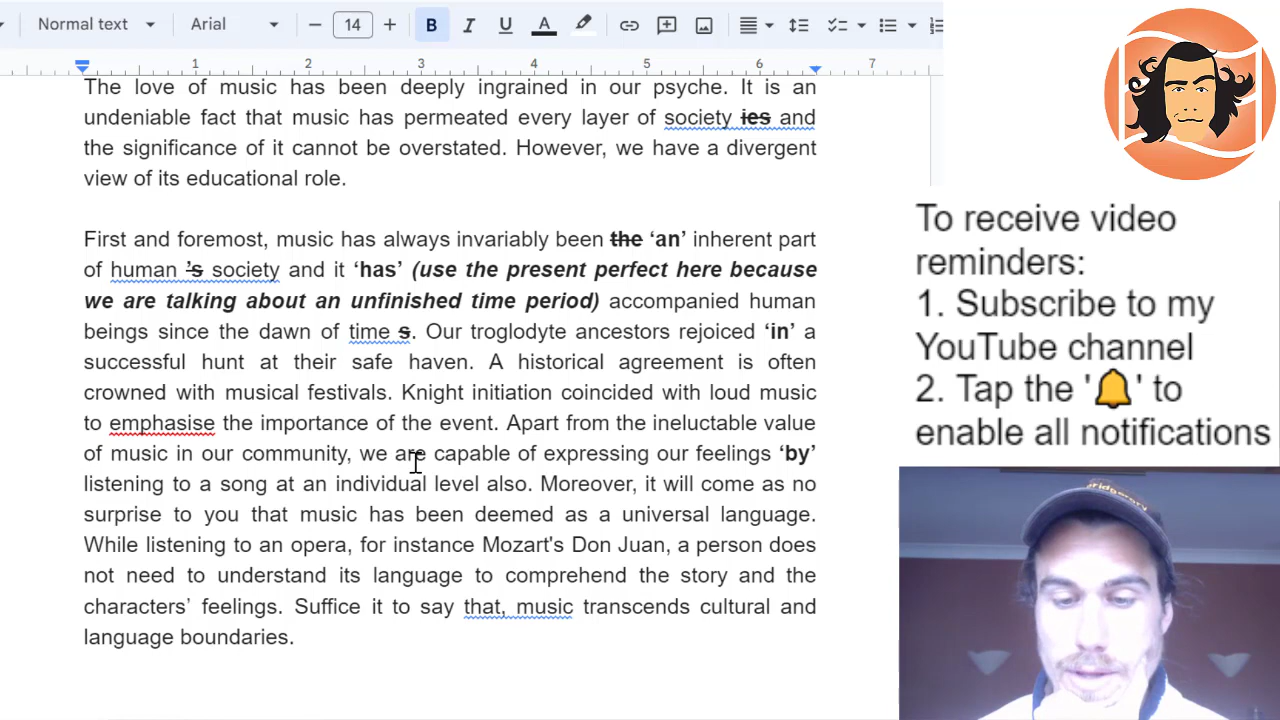 Normal text Arial 14 B I U A
1 2 3 4 5 6 7
The love of music has been deeply ingrained in our psyche. It is an
undeniable fact that music has permeated every layer of society ies and
the significance of it cannot be overstated. However, we have a divergent
view of its educational role.
First and foremost, music has always invariably been the ‘an’ inherent part
of human ’s society and it ‘has’ (use the present perfect here because
we are talking about an unfinished time period) accompanied human
beings since the dawn of time s. Our troglodyte ancestors rejoiced ‘in’ a
successful hunt at their safe haven. A historical agreement is often
crowned with musical festivals. Knight initiation coincided with loud music
to emphasise the importance of the event. Apart from the ineluctable value
of music in our community, we are capable of expressing our feelings ‘by’
listening to a song at an individual level also. Moreover, it will come as no
surprise to you that music has been deemed as a universal language.
While listening to an opera, for instance Mozart's Don Juan, a person does
not need to understand its language to comprehend the story and the
characters’ feelings. Suffice it to say that, music transcends cultural and
language boundaries.
To receive video
reminders:
1. Subscribe to my
YouTube channel
2. Tap the '🔔' to
enable all notifications